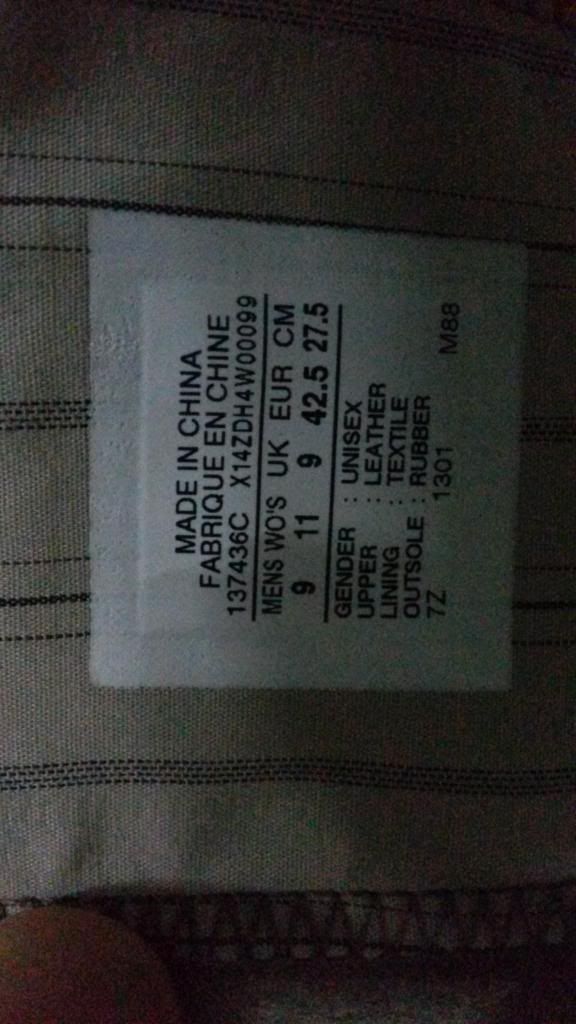 MADE IN CHINA
FABRIQUE EN CHINE
137436C X14ZDH4W00099
MENS WO'S UK EUR CM
9 11 9 42.5 27.5
GENDER : UNISEX
UPPER : LEATHER
LINING : TEXTILE
OUTSOLE : RUBBER
7Z 1301 M88